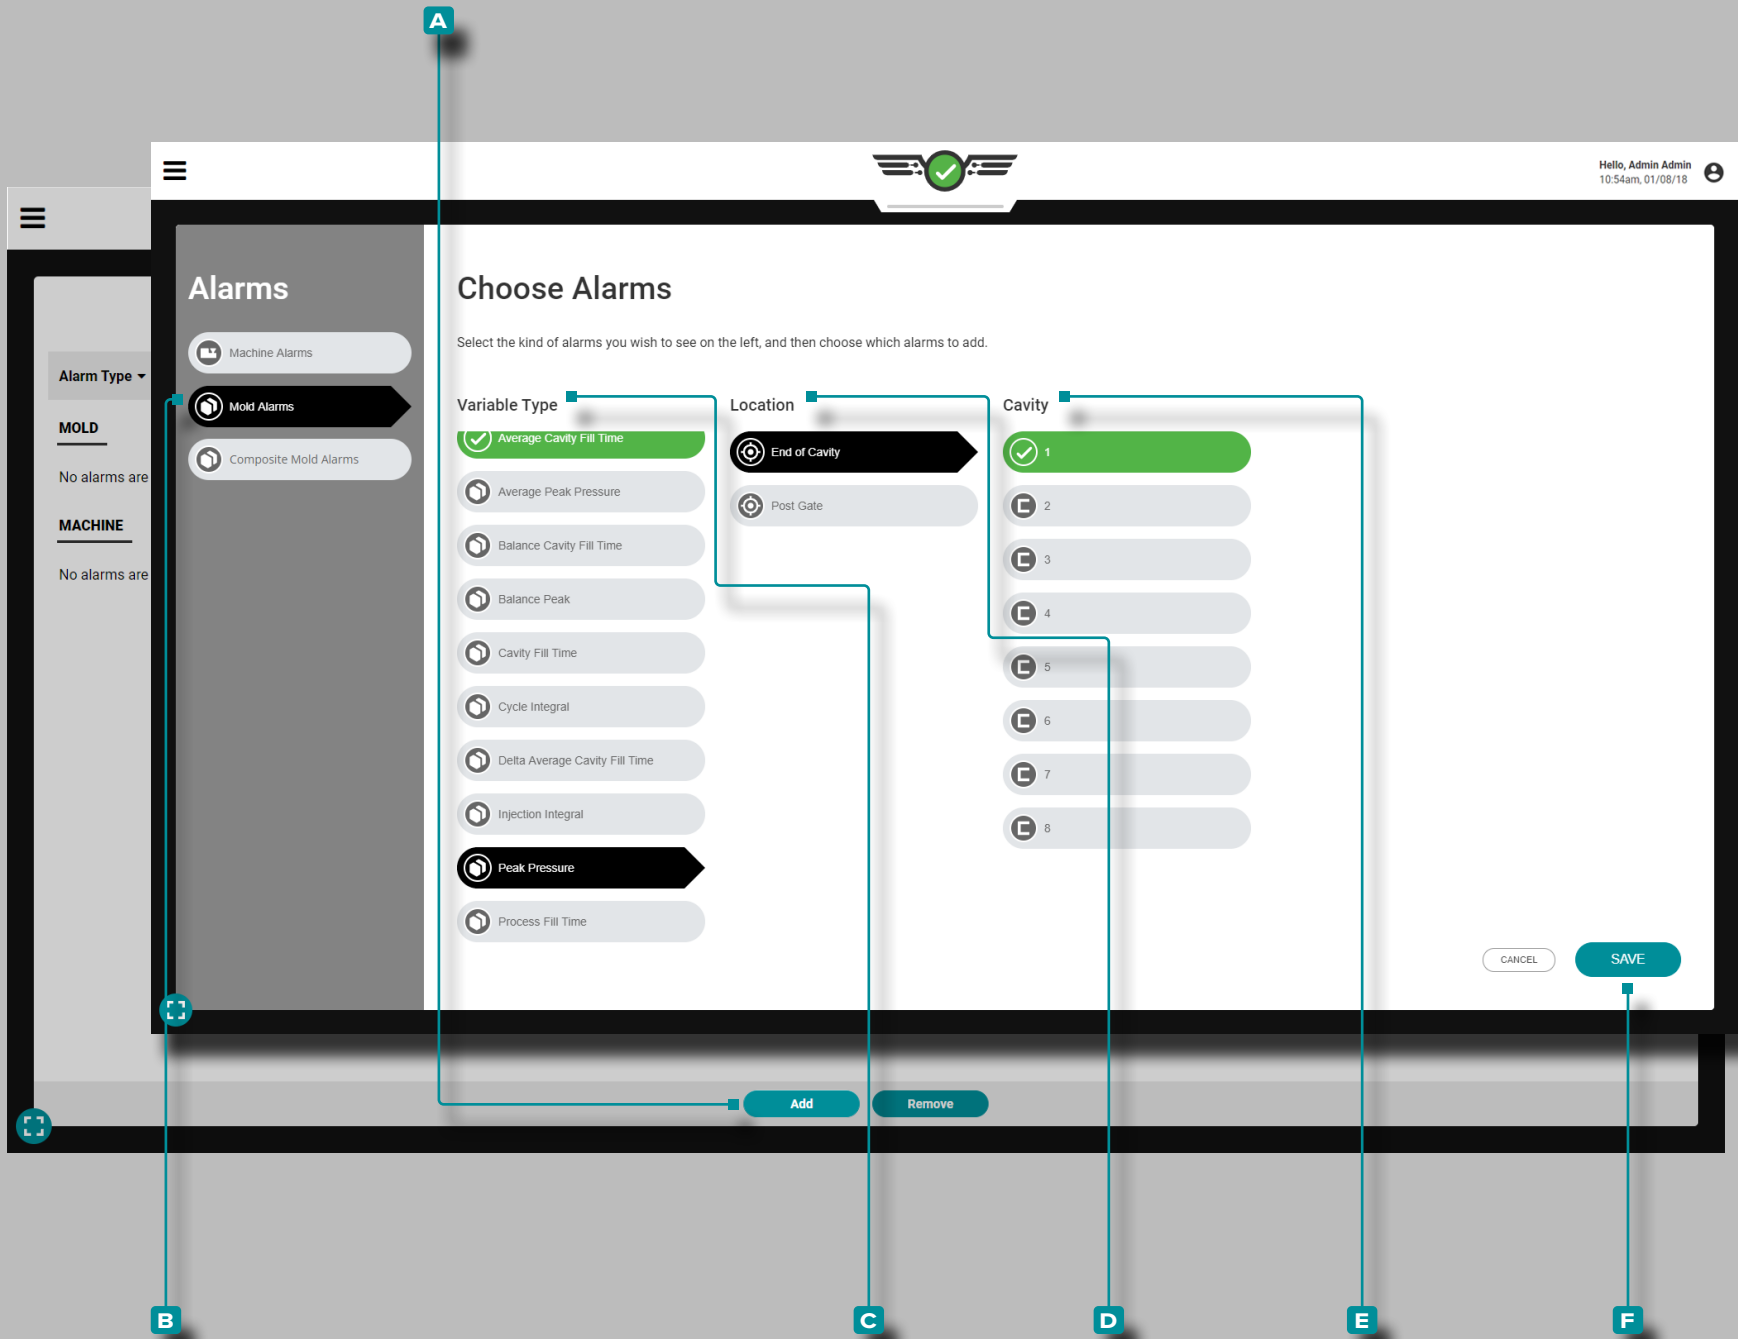 A
Hello, Admin Admin
10:54am, 01/08/18
Alarms
Machine Alarms
Mold Alarms
Composite Mold Alarms
Choose Alarms
Select the kind of alarms you wish to see on the left, and then choose which alarms to add.
Variable Type
Average Cavity Fill Time
Average Peak Pressure
Balance Cavity Fill Time
Balance Peak
Cavity Fill Time
Cycle Integral
Delta Average Cavity Fill Time
Injection Integral
Peak Pressure
Process Fill Time
Location
End of Cavity
Post Gate
Cavity
1
2
3
4
5
6
7
8
CANCEL
SAVE
Alarm Type
MOLD
No alarms are
MACHINE
No alarms are
Add
Remove
B
C
D
E
F